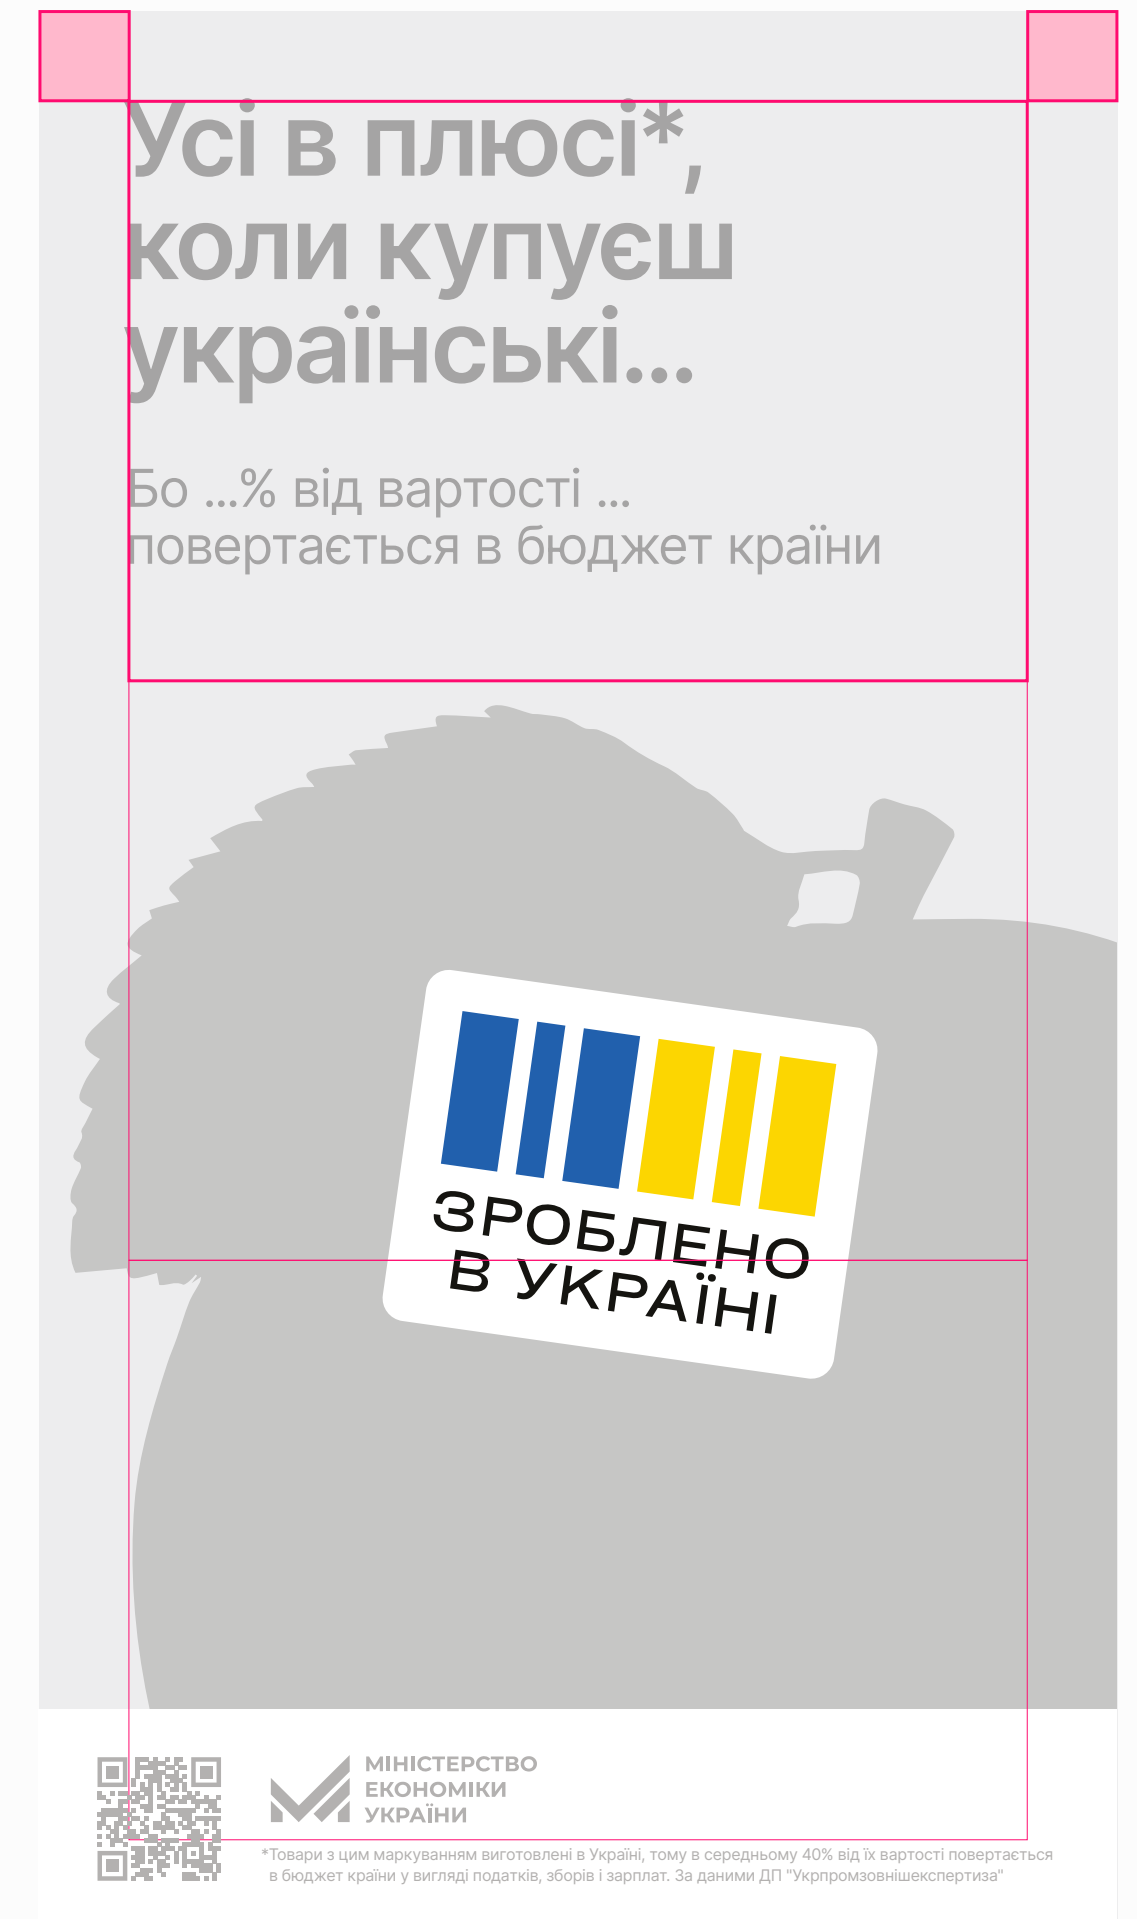 Усі в плюсі*,
коли купуєш
українські...
Бо ...% від вартості ...
повертається в бюджет країни
ЗРОБЛЕНО
В УКРАЇНІ
МІНІСТЕРСТВО
ЕКОНОМІКИ
УКРАЇНИ
*Товари з цим маркуванням виготовлені в Україні, тому в середньому 40% від їх вартості повертається
в бюджет країни у вигляді податків, зборів і зарплат. За даними ДП "Укрпромзовнішекспертиза"